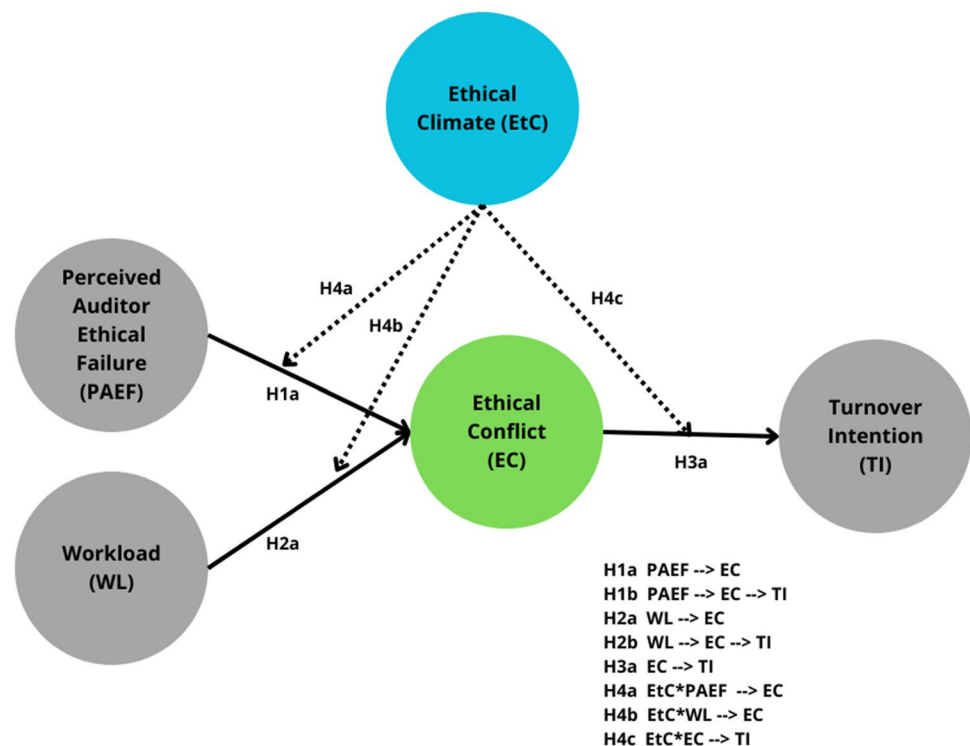 Ethical
Climate (EtC)
Perceived
Auditor
Ethical
Failure
(PAEF)
H4a
H4b
H4c
H1a
Ethical
Conflict
(EC)
H3a
Turnover
Intention
(TI)
Workload
(WL)
H2a
H1a PAEF --> EC
H1b PAEF --> EC --> TI
H2a WL --> EC
H2b WL --> EC --> TI
H3a EC --> TI
H4a EtC*PAEF --> EC
H4b EtC*WL --> EC
H4c EtC*EC --> TI